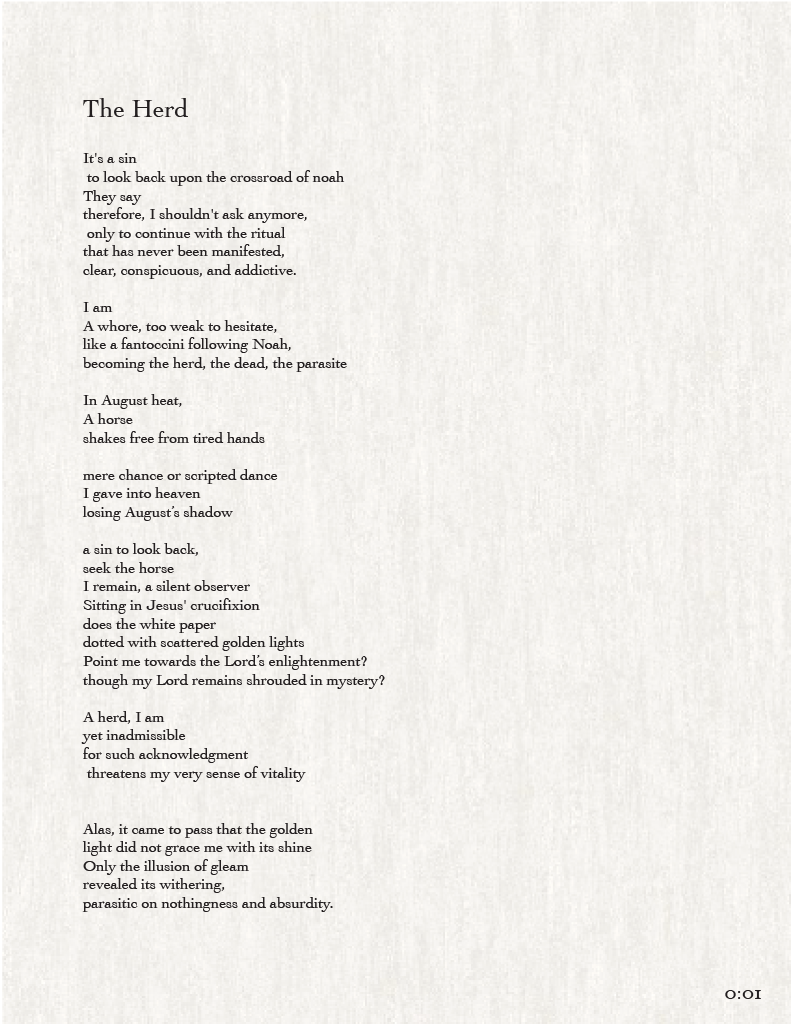 The Herd
It's a sin
to look back upon the crossroad of noah
They say
therefore, I shouldn't ask anymore,
only to continue with the ritual
that has never been manifested,
clear, conspicuous, and addictive.
I am
A whore, too weak to hesitate,
like a fantoccini following Noah,
becoming the herd, the dead, the parasite
In August heat,
A horse
shakes free from tired hands
mere chance or scripted dance
I gave into heaven
losing August’s shadow
a sin to look back,
seek the horse
I remain, a silent observer
Sitting in Jesus' crucifixion
does the white paper
dotted with scattered golden lights
Point me towards the Lord’s enlightenment?
though my Lord remains shrouded in mystery?
A herd, I am
yet inadmissible
for such acknowledgment
threatens my very sense of vitality
Alas, it came to pass that the golden
light did not grace me with its shine
Only the illusion of gleam
revealed its withering,
parasitic on nothingness and absurdity.
0:01